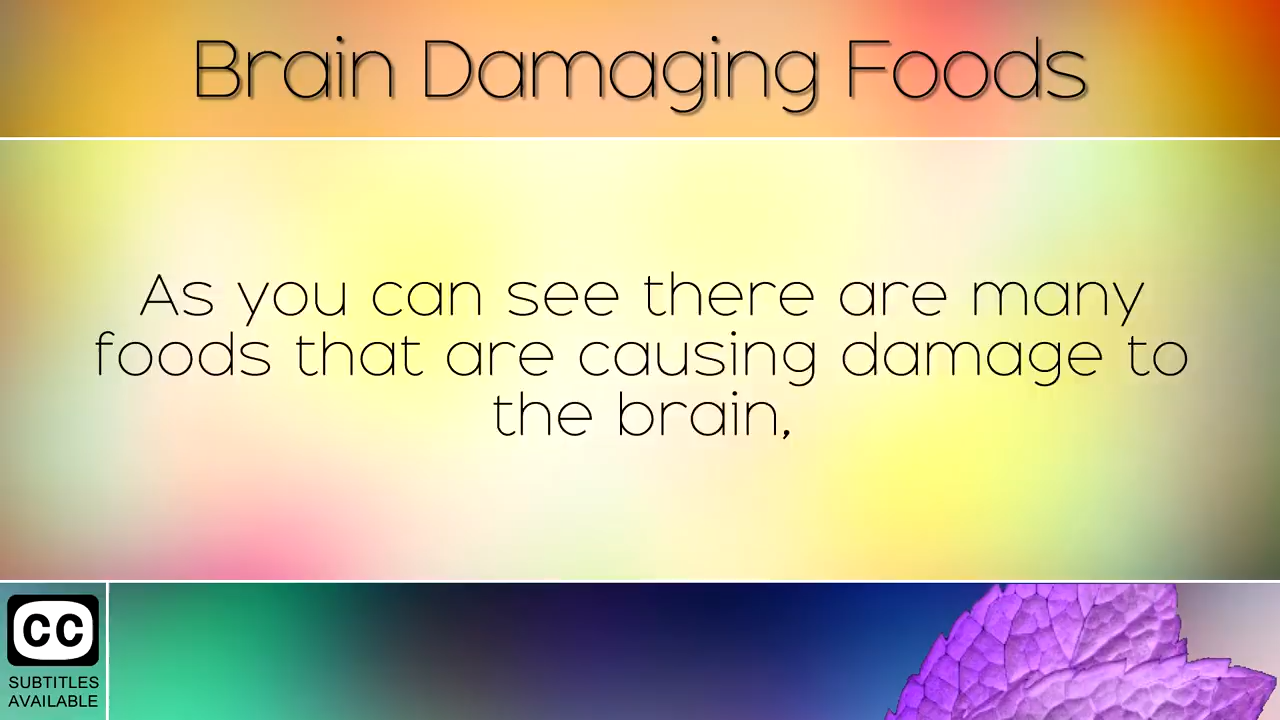 Brain Damaging Foods
As you can see there are many
foods that are causing damage to
the brain,
CC
SUBTITLES
AVAILABLE